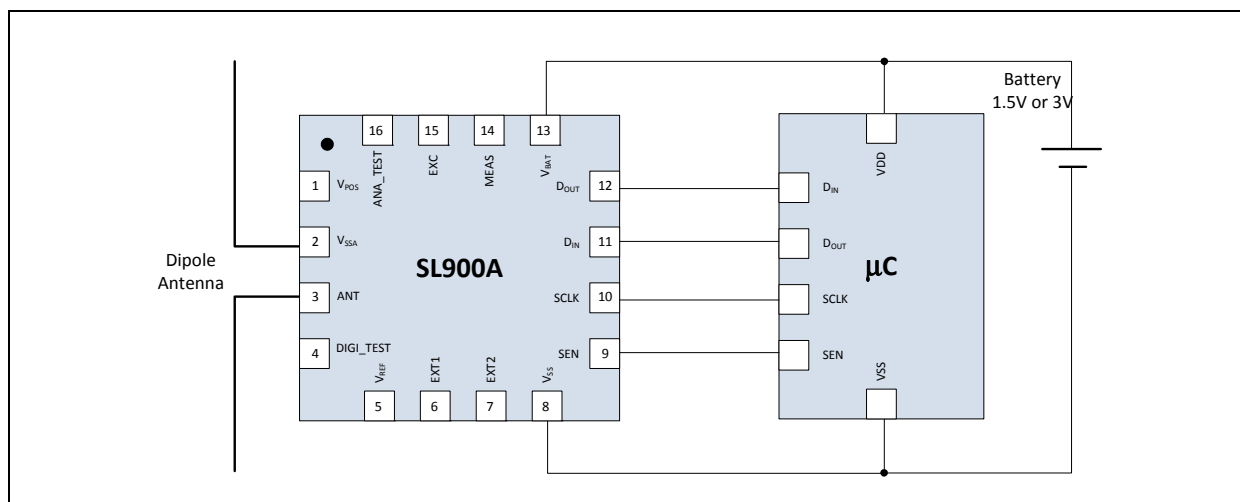 Battery
1.5V or 3V
16
15
14
13
ANA_TEST
EXC
MEAS
VBAT
VDD
1
VPOS
DOUT
12
DIN
2
VSSA
DIN
11
DOUT
Dipole
Antenna
SL900A
µC
3
ANT
SCLK
10
SCLK
4
DIGI_TEST
SEN
9
SEN
VREF
EXT1
EXT2
VSS
VSS
5
6
7
8